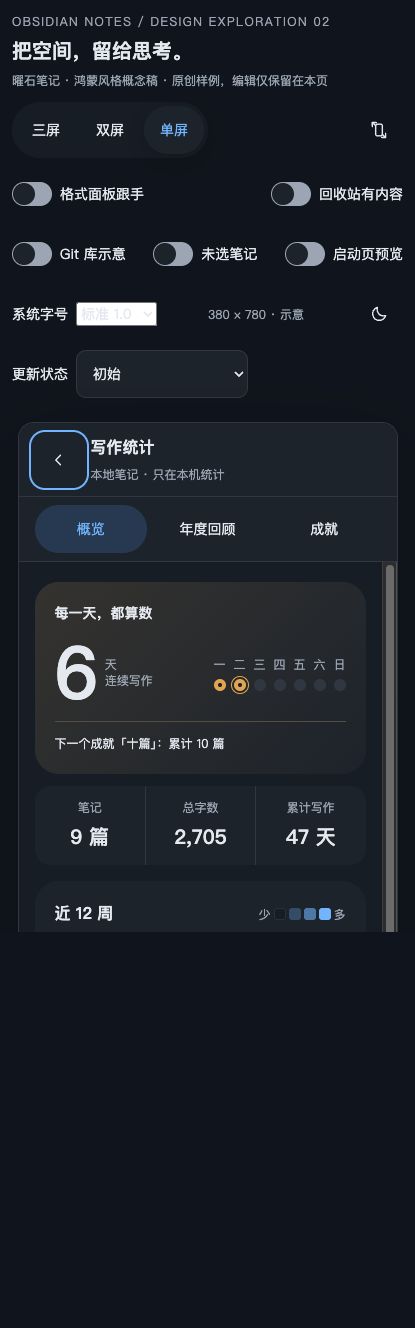 OBSIDIAN NOTES / DESIGN EXPLORATION 02
把空间，留给思考。
曜石笔记 · 鸿蒙风格概念稿 · 原创样例，编辑仅保留在本页
三屏 双屏 单屏
格式面板跟手 回收站有内容
Git 库示意 未选笔记 启动页预览
系统字号 标准 1.0 380 x 780 · 示意
更新状态 初始
写作统计
本地笔记 · 只在本机统计
概览 年度回顾 成就
每一天，都算数
6 天
连续写作
一 二 三 四 五 六 日
下一个成就「十篇」：累计 10 篇
笔记 总字数 累计写作
9 篇 2,705 47 天
近 12 周 少 多